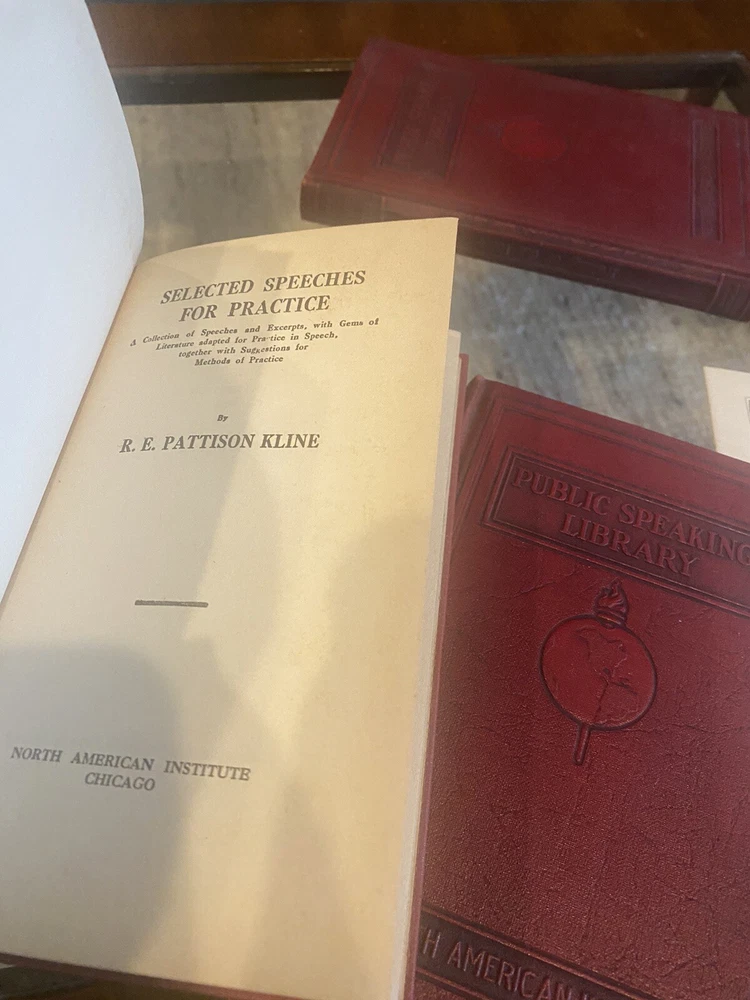 SELECTED SPEECHES
FOR PRACTICE
A Collection of Speeches and Excerpts, with Gems of
Literature adapted for Practice in Speech,
together with Suggestions for
Methods of Practice
By
R. E. PATTISON KLINE
NORTH AMERICAN INSTITUTE
CHICAGO
PUBLIC SPEAKING
LIBRARY
H AMERICAN